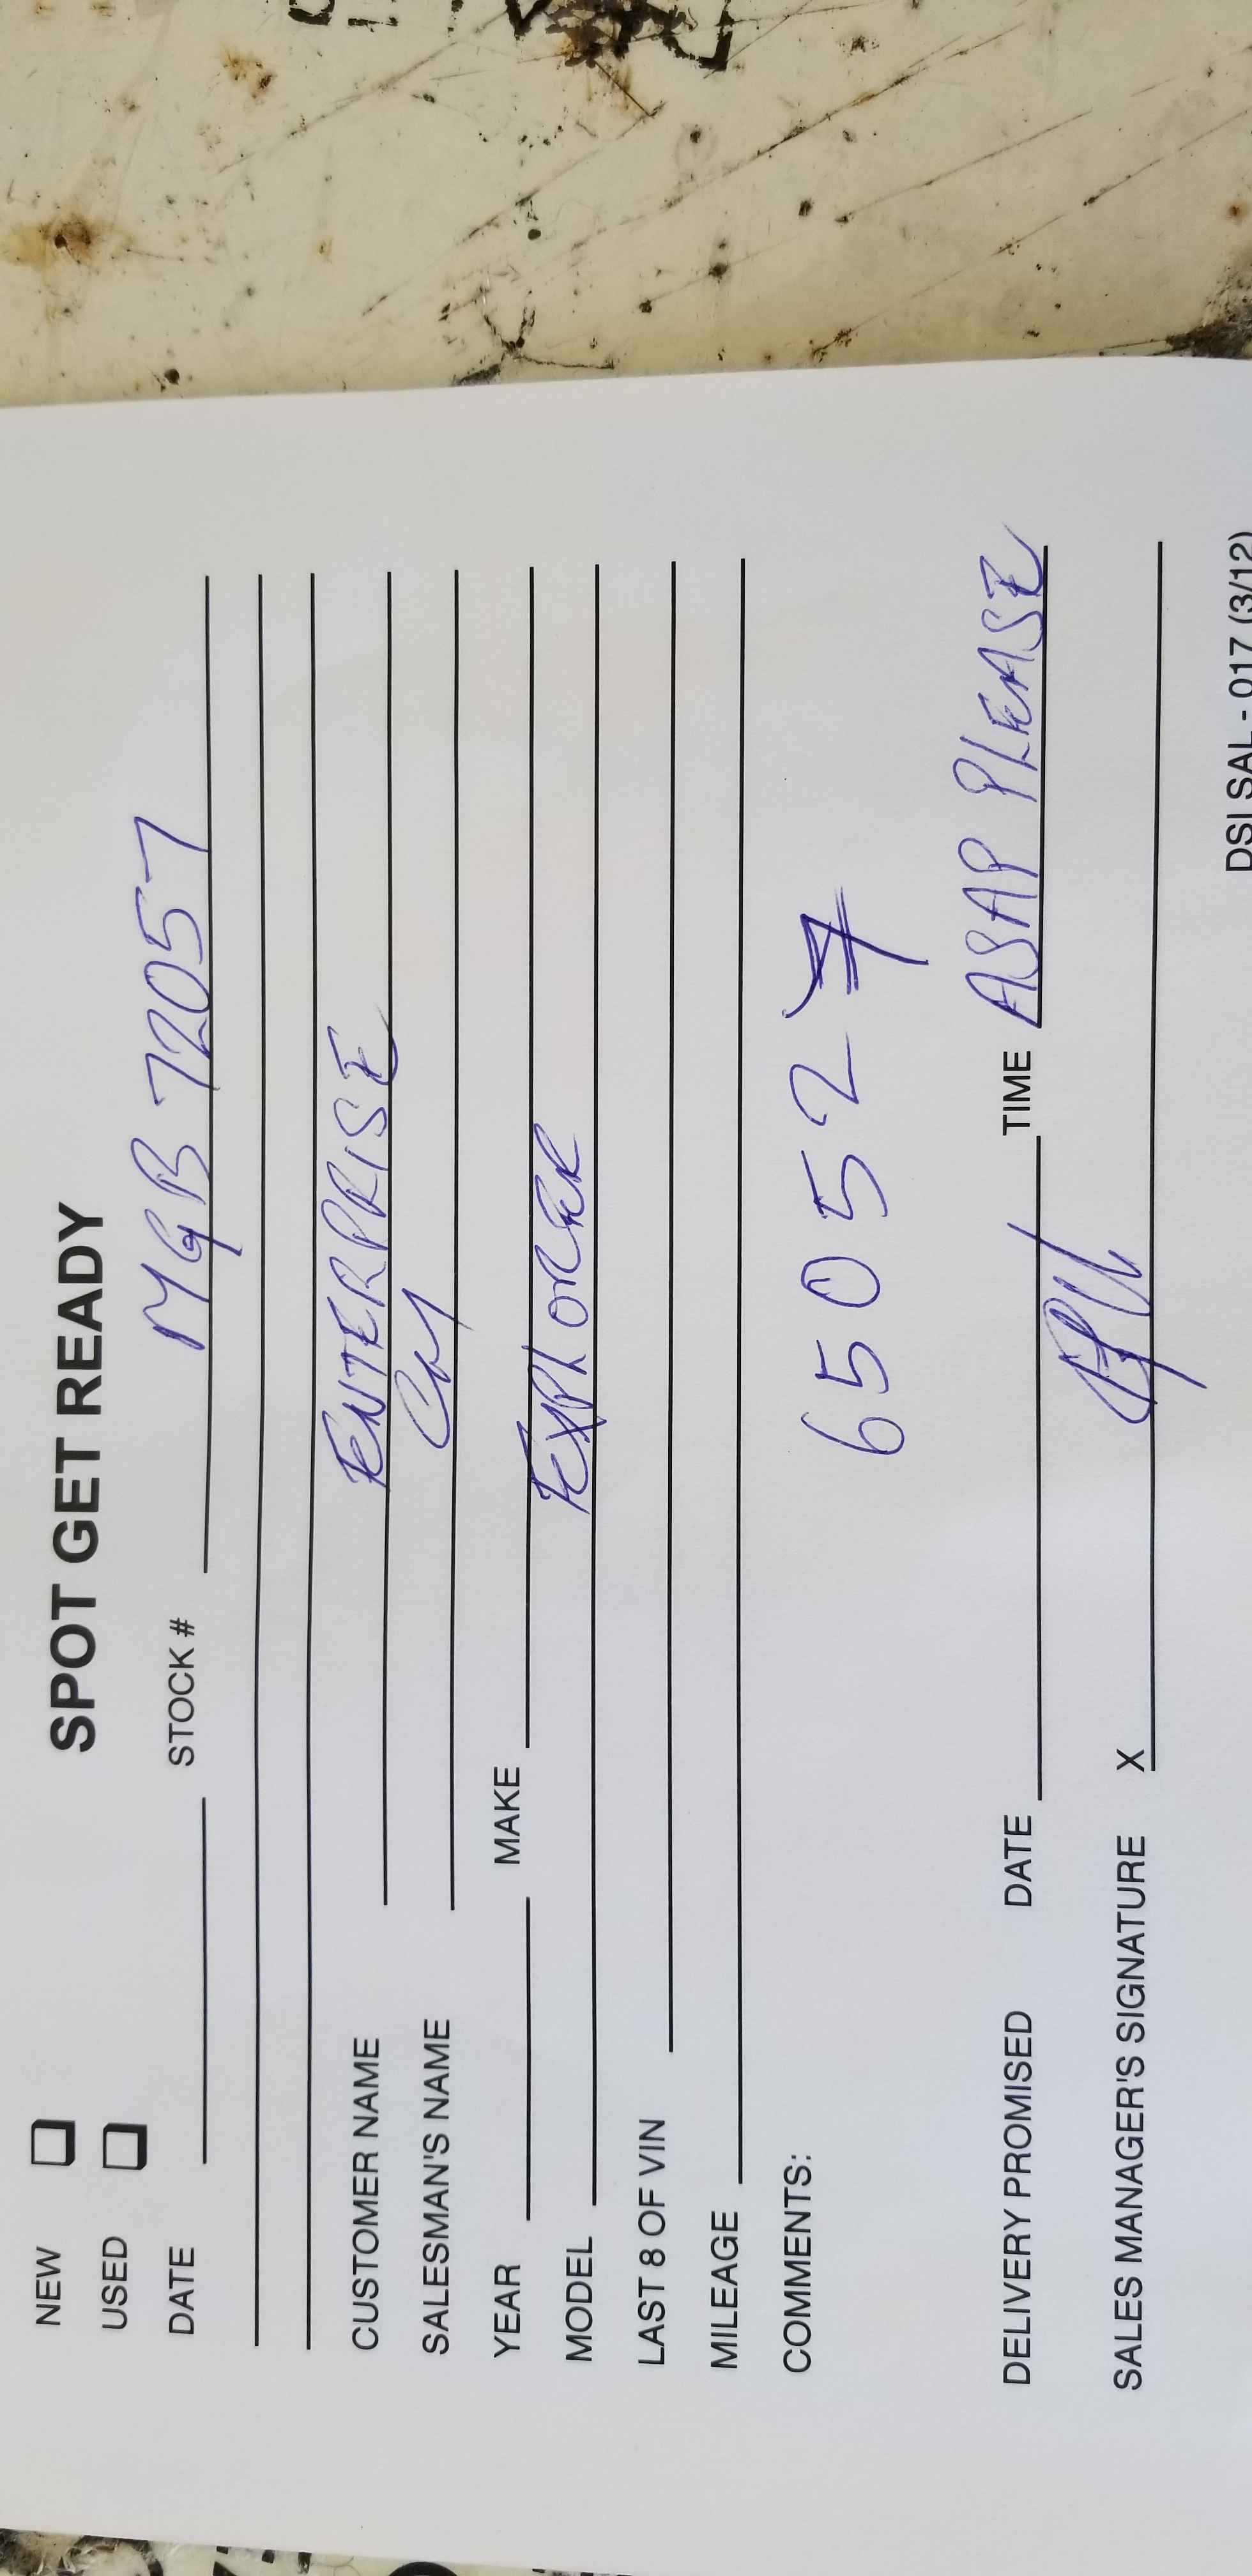 NEW ❑
USED ❑
SPOT GET READY
DATE STOCK # MGB 72057
CUSTOMER NAME ENTERPRISE
SALESMAN'S NAME
YEAR MAKE
MODEL EXPLORER
LAST 8 OF VIN
MILEAGE
COMMENTS:
650527
DELIVERY PROMISED DATE TIME ASAP PLEASE
SALES MANAGER'S SIGNATURE X
DSI SAL - 017 (3/12)